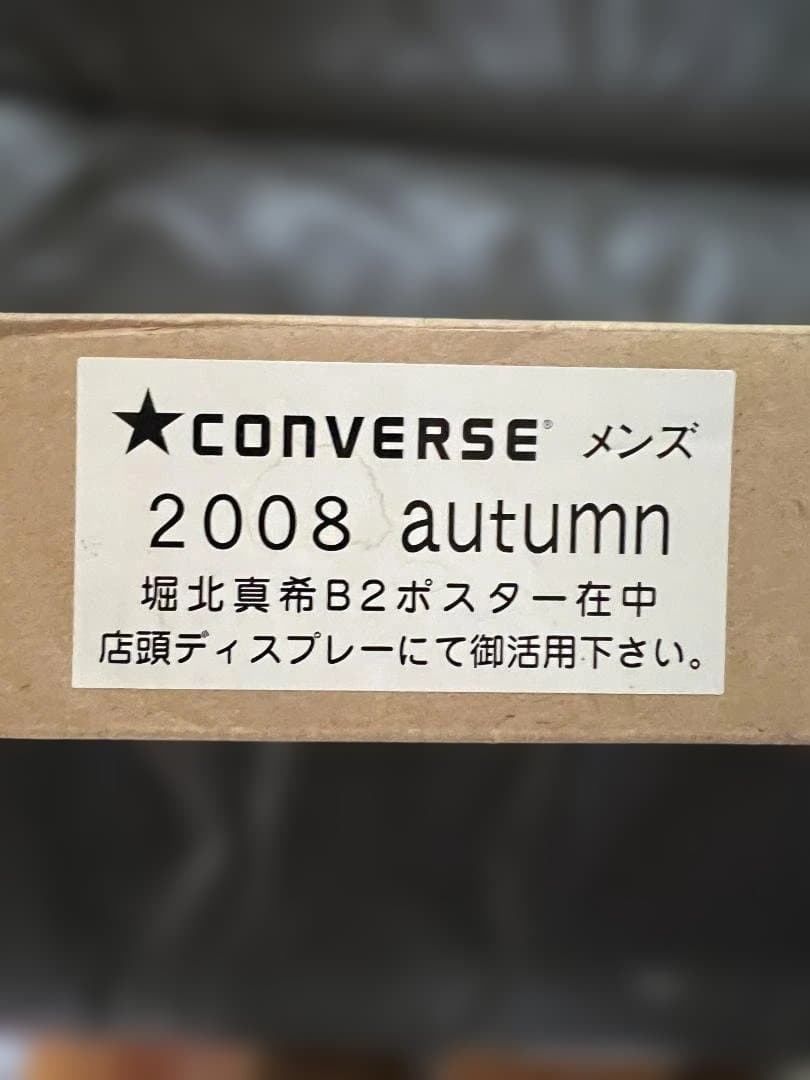 ★CONVERSE® メンズ
2008 autumn
堀北真希B2ポスター在中
店頭ディスプレーにて御活用下さい。